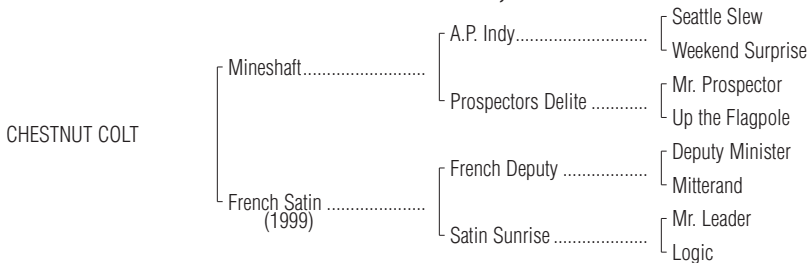 Seattle Slew
A.P. Indy..............................
Weekend Surprise
Mineshaft............................
Mr. Prospector
Prospectors Delite .............
Up the Flagpole
CHESTNUT COLT
Deputy Minister
French Deputy ...................
Mitterand
French Satin ......................
(1999)
Mr. Leader
Satin Sunrise .....................
Logic